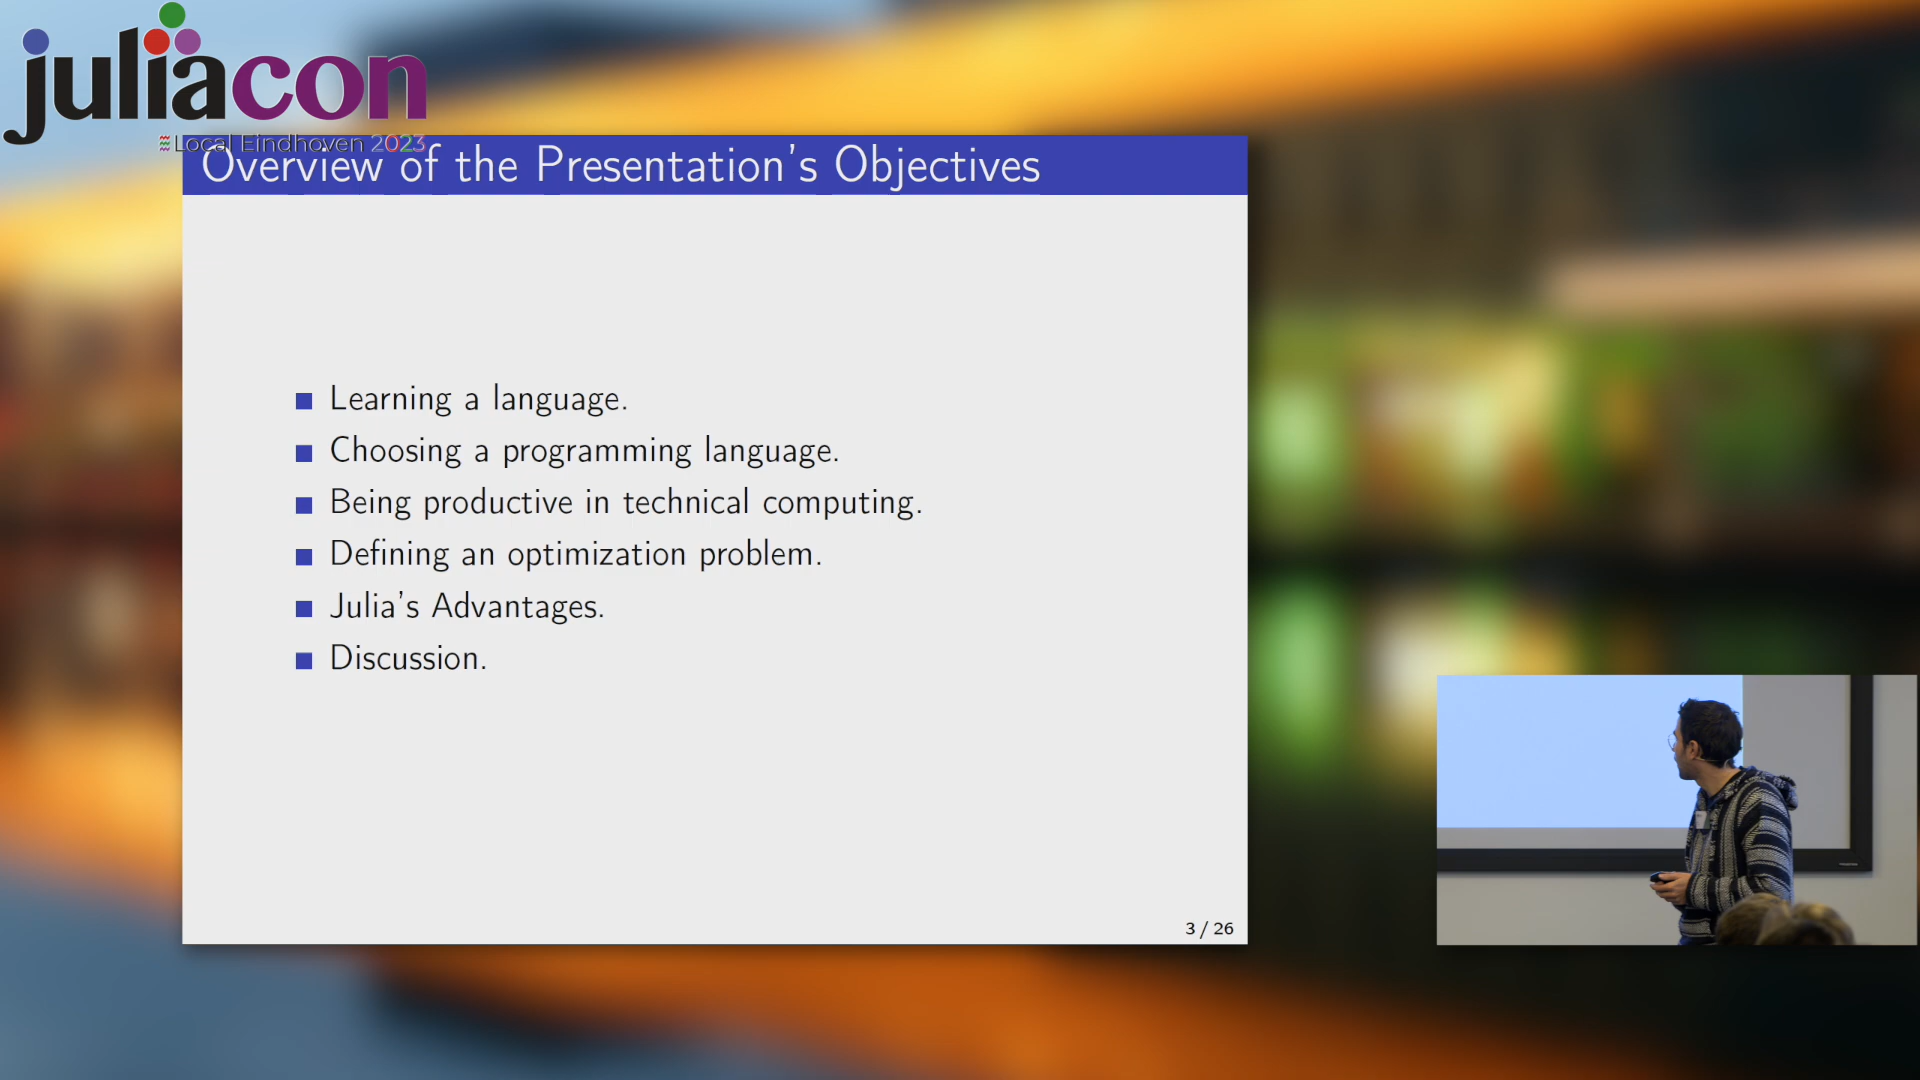 juliacon
Local Eindhoven 2023
Overview of the Presentation's Objectives
Learning a language.
Choosing a programming language.
Being productive in technical computing.
Defining an optimization problem.
Julia's Advantages.
Discussion.
3 / 26